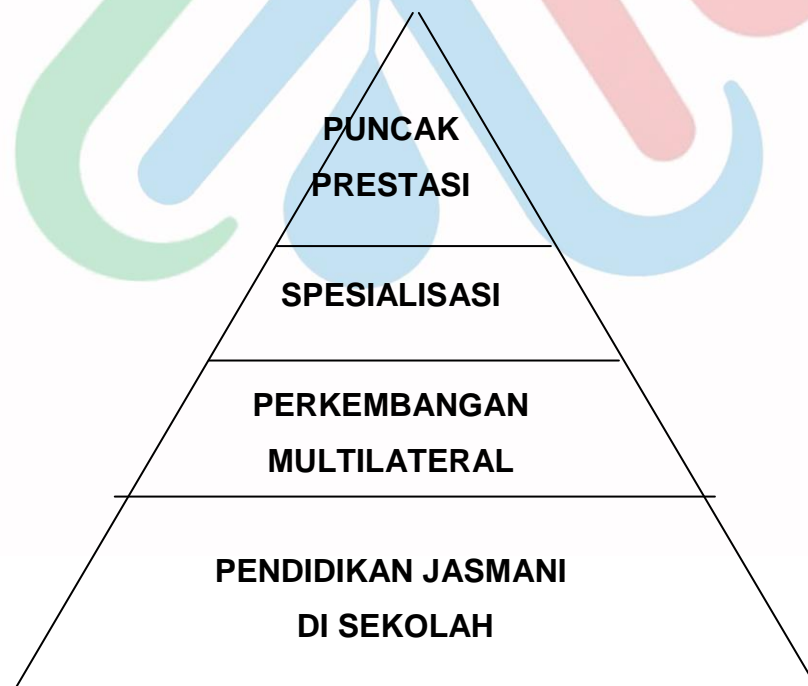 PUNCAK
PRESTASI
SPESIALISASI
PERKEMBANGAN
MULTILATERAL
PENDIDIKAN JASMANI
DI SEKOLAH